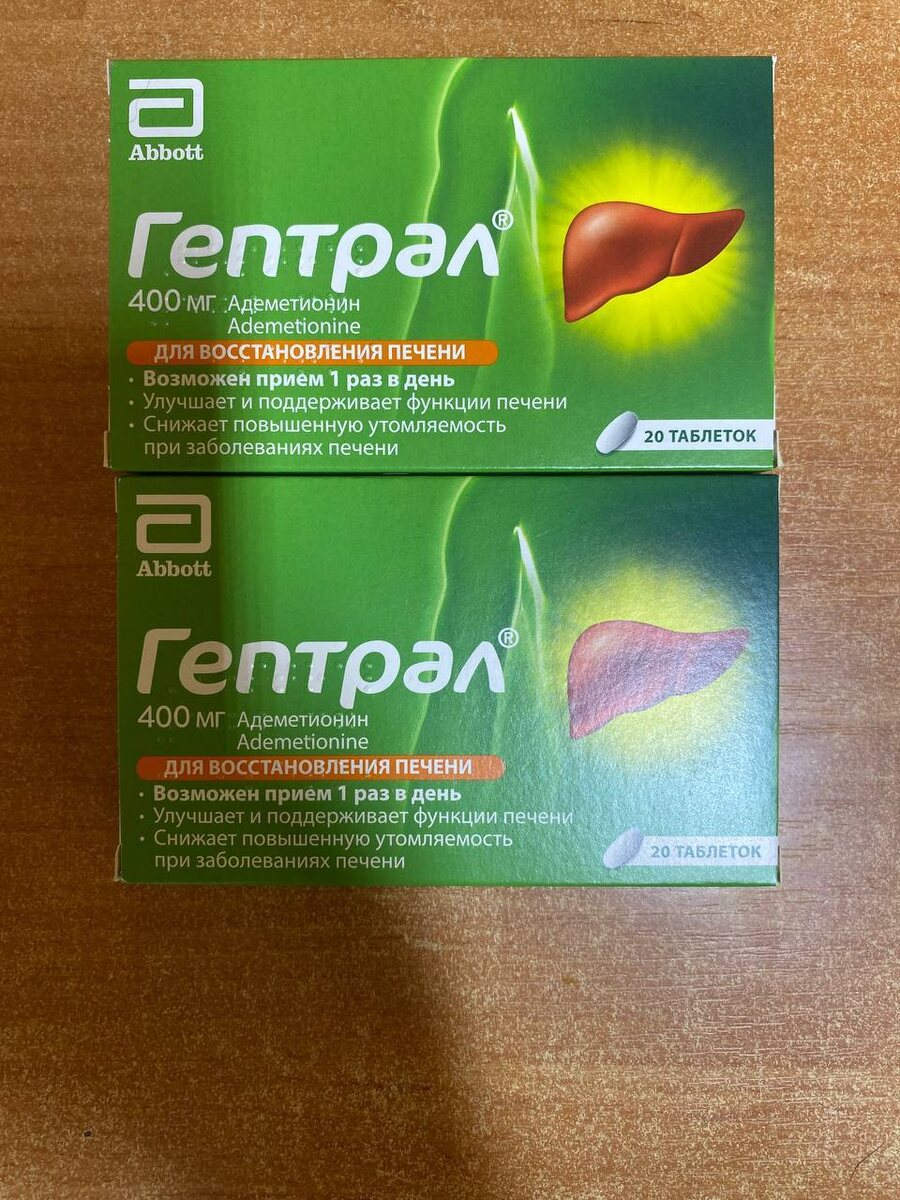 Abbott
Гептрал®
400 мг Адеметионин
Ademetionine
ДЛЯ ВОССТАНОВЛЕНИЯ ПЕЧЕНИ
· Возможен прием 1 раз в день
· Улучшает и поддерживает функции печени
· Снижает повышенную утомляемость
при заболеваниях печени
20 ТАБЛЕТОК
Abbott
Гептрал®
400 мг Адеметионин
Ademetionine
ДЛЯ ВОССТАНОВЛЕНИЯ ПЕЧЕНИ
· Возможен прием 1 раз в день
· Улучшает и поддерживает функции печени
· Снижает повышенную утомляемость
при заболеваниях печени
20 ТАБЛЕТОК